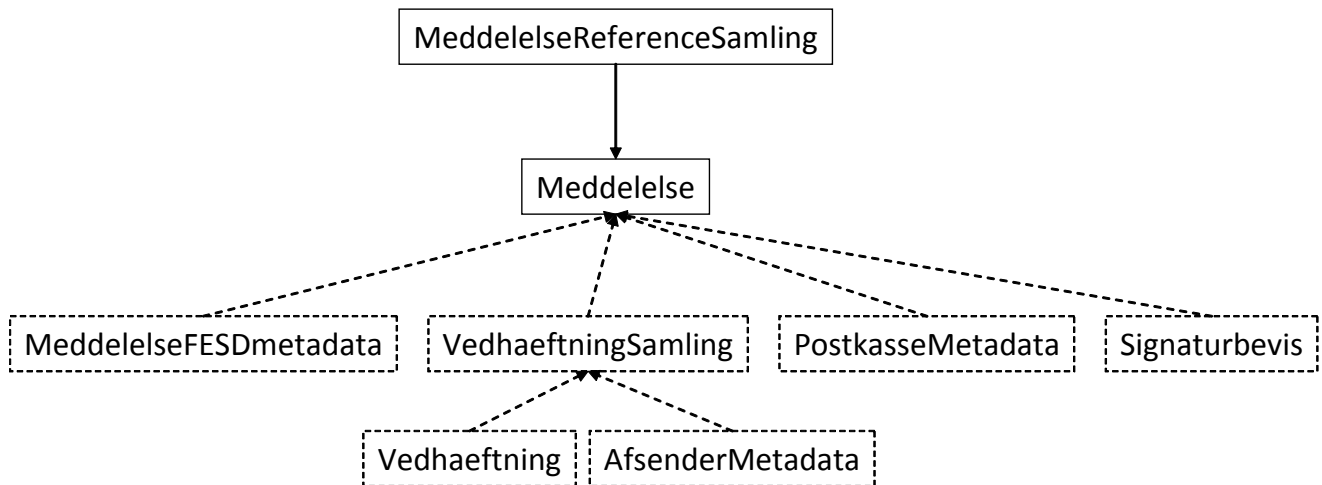 MeddelelseReferenceSamling
Meddelelse
MeddelelseFESDmetadata
VedhaeftningSamling
PostkasseMetadata
Signaturbevis
Vedhaeftning
AfsenderMetadata